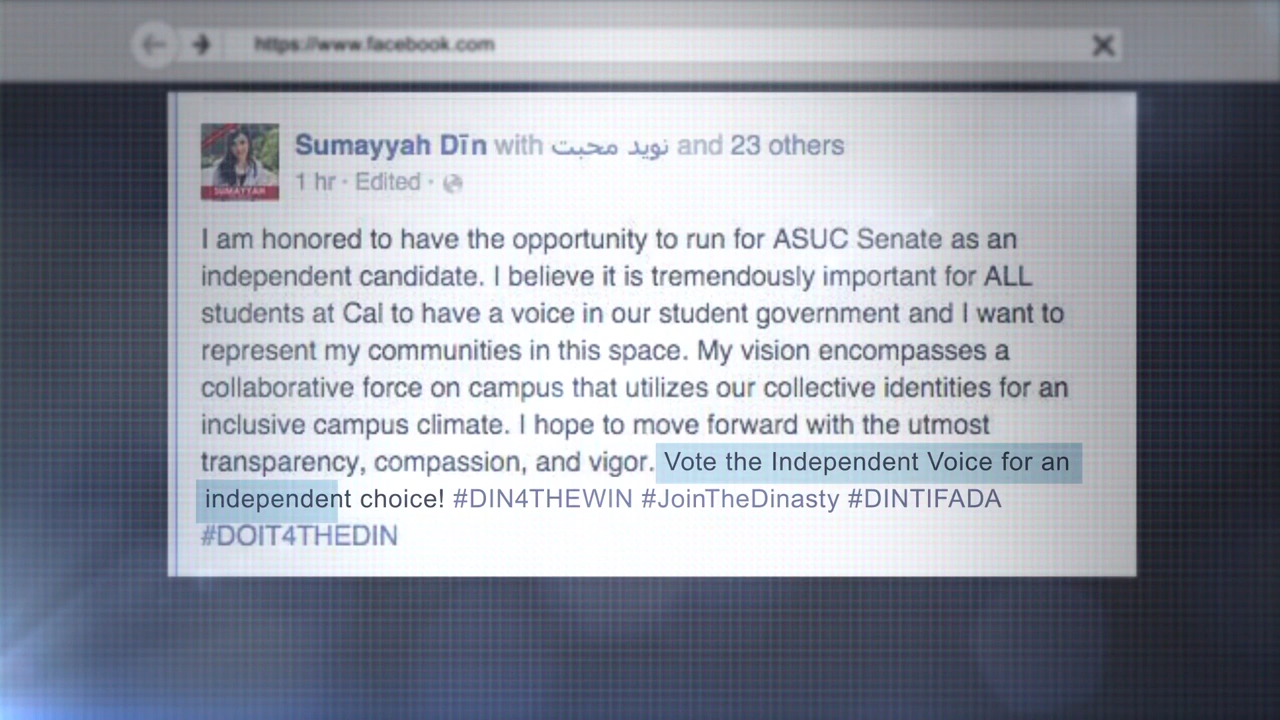 https://www.facebook.com
Sumayyah Dīn with نوید محبت and 23 others
1 hr · Edited ·
SUMAYYAH
I am honored to have the opportunity to run for ASUC Senate as an
independent candidate. I believe it is tremendously important for ALL
students at Cal to have a voice in our student government and I want to
represent my communities in this space. My vision encompasses a
collaborative force on campus that utilizes our collective identities for an
inclusive campus climate. I hope to move forward with the utmost
transparency, compassion, and vigor. Vote the Independent Voice for an
independent choice! #DIN4THEWIN #JoinTheDinasty #DINTIFADA
#DOIT4THEDIN